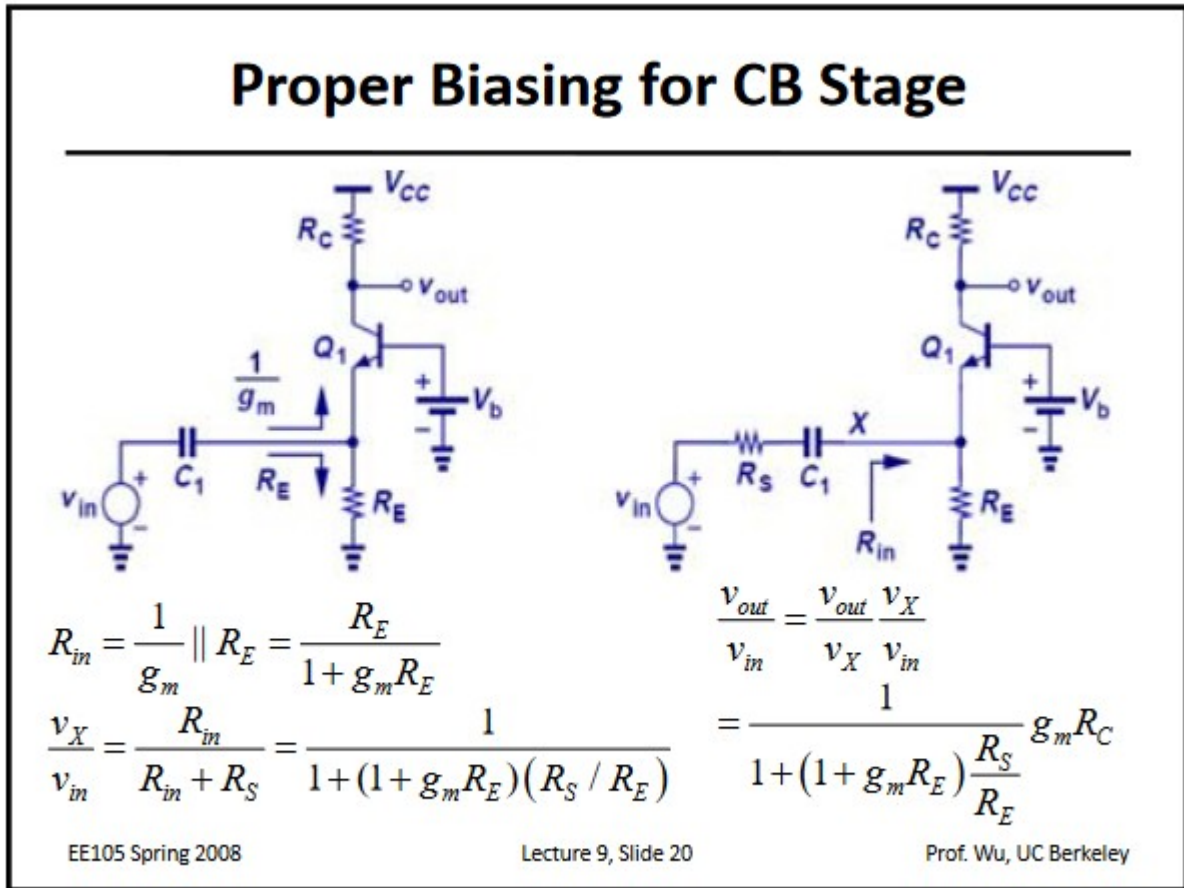 Proper Biasing for CB Stage
V_CC
R_C
v_out
Q_1
1/g_m
+
V_b
−
C_1
R_E
v_in
+
−
R_E
V_CC
R_C
v_out
Q_1
+
V_b
−
X
R_S
C_1
v_in
+
−
R_in
R_E
R_in = 1/g_m || R_E = R_E/(1 + g_m R_E)
v_X/v_in = R_in/(R_in + R_S) = 1/(1 + (1 + g_m R_E)(R_S / R_E))
v_out/v_in = v_out/v_X v_X/v_in
= 1/(1 + (1 + g_m R_E) R_S/R_E) g_m R_C
EE105 Spring 2008
Lecture 9, Slide 20
Prof. Wu, UC Berkeley